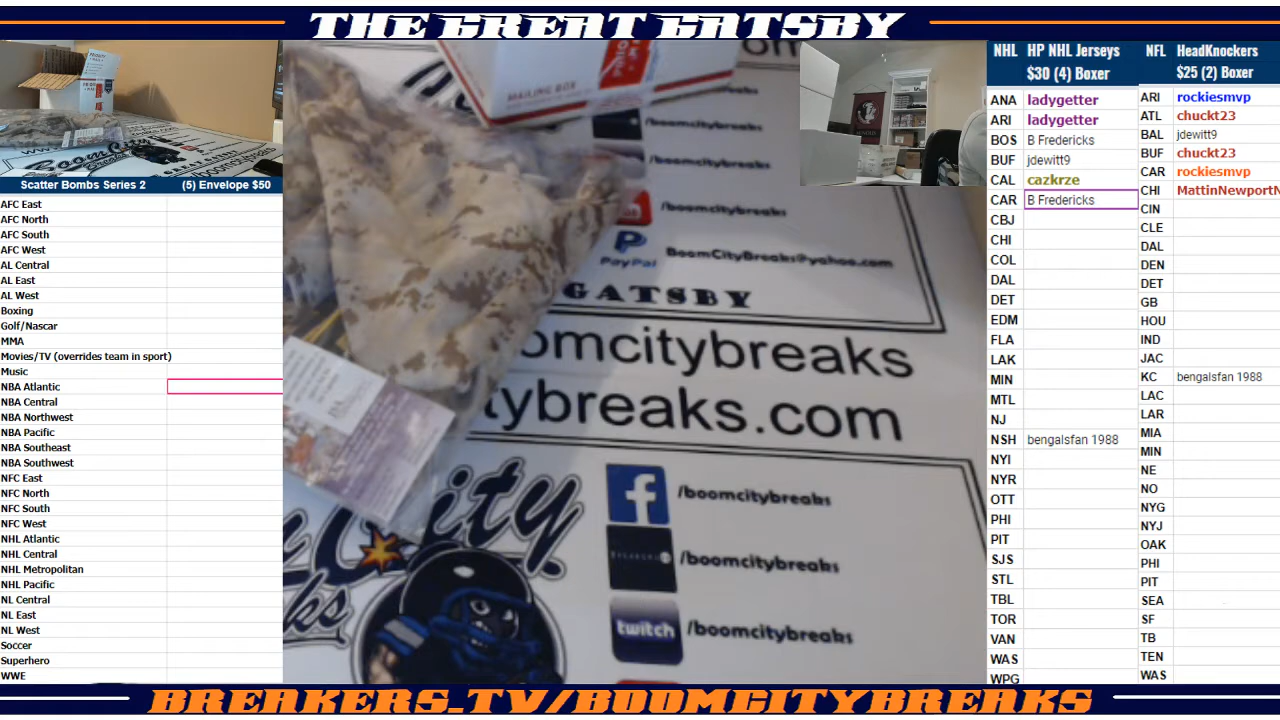 THE GREAT GATSBY
Scatter Bombs Series 2 (5) Envelope $50
AFC East
AFC North
AFC South
AFC West
AL Central
AL East
AL West
Boxing
Golf/Nascar
MMA
Movies/TV (overrides team in sport)
Music
NBA Atlantic
NBA Central
NBA Northwest
NBA Pacific
NBA Southeast
NBA Southwest
NFC East
NFC North
NFC South
NFC West
NHL Atlantic
NHL Central
NHL Metropolitan
NHL Pacific
NL Central
NL East
NL West
Soccer
Superhero
WWE
MAILING BOX
/boomcitybreaks
/boomcitybreaks
/boomcitybreaks
PayPal BoomCityBreaks@yahoo.com
GATSBY
omcitybreaks
tybreaks.com
/boomcitybreaks
/boomcitybreaks
twitch /boomcitybreaks
NHL HP NHL Jerseys
$30 (4) Boxer
ANA ladygetter
ARI ladygetter
BOS B Fredericks
BUF jdewitt9
CAL cazkrze
CAR B Fredericks
CBJ
CHI
COL
DAL
DET
EDM
FLA
LAK
MIN
MTL
NJ
NSH bengalsfan 1988
NYI
NYR
OTT
PHI
PIT
SJS
STL
TBL
TOR
VAN
WAS
WPG
NFL HeadKnockers
$25 (2) Boxer
ARI rockiesmvp
ATL chuckt23
BAL jdewitt9
BUF chuckt23
CAR rockiesmvp
CHI MattinNewportN
CIN
CLE
DAL
DEN
DET
GB
HOU
IND
JAC
KC bengalsfan 1988
LAC
LAR
MIA
MIN
NE
NO
NYG
NYJ
OAK
PHI
PIT
SEA
SF
TB
TEN
WAS
BREAKERS.TV/BOOMCITYBREAKS